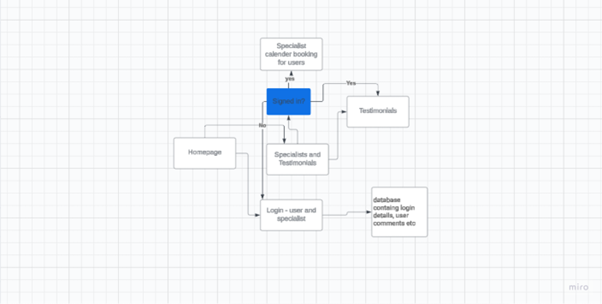 Specialist
calender booking
for users
yes
Signed in?
Yes
Testimonials
No
Homepage
Specialists and
Testimonials
Login - user and
specialist
database
containg login
details, user
comments etc
miro